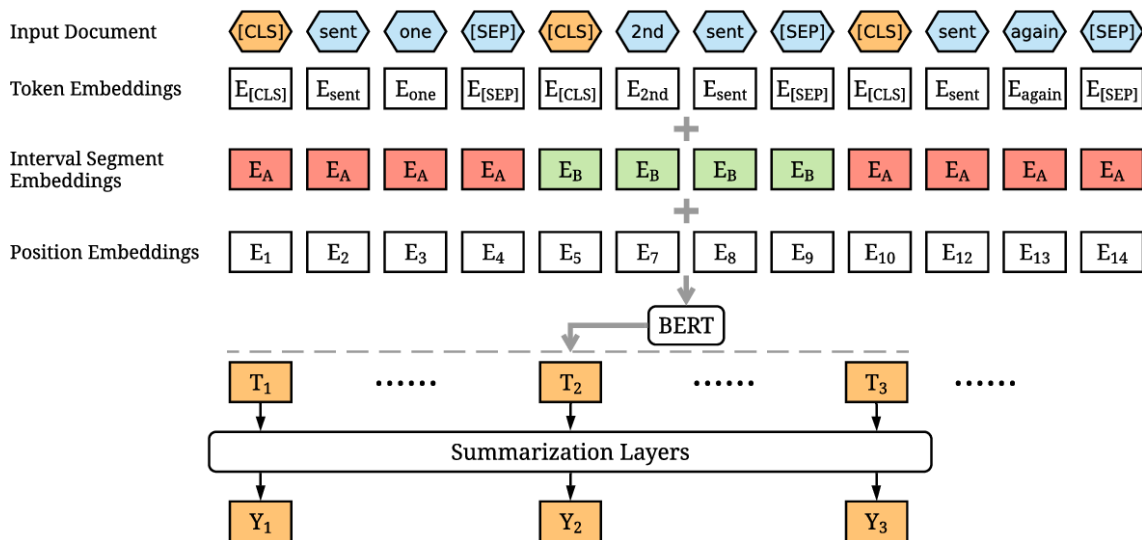 Input Document [CLS] sent one [SEP] [CLS] 2nd sent [SEP] [CLS] sent again [SEP]
Token Embeddings E[CLS] Esent Eone E[SEP] E[CLS] E2nd Esent E[SEP] E[CLS] Esent Eagain E[SEP]
+
Interval Segment
Embeddings EA EA EA EA EB EB EB EB EA EA EA EA
+
Position Embeddings E1 E2 E3 E4 E5 E7 E8 E9 E10 E12 E13 E14
BERT
T1 ...... T2 ...... T3 ......
Summarization Layers
Y1 Y2 Y3